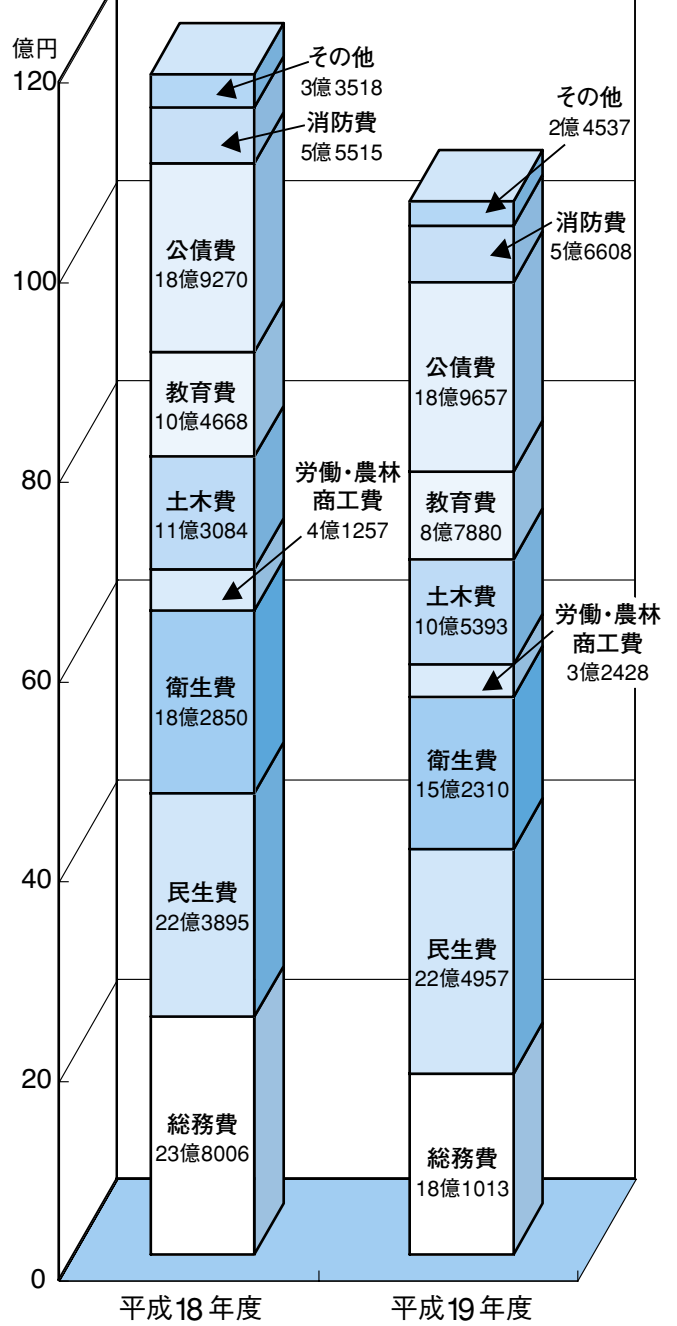 億円
120
100
80
60
40
20
0
その他
3億3518
消防費
5億5515
公債費
18億9270
教育費
10億4668
土木費
11億3084
労働・農林
商工費
4億1257
衛生費
18億2850
民生費
22億3895
総務費
23億8006
平成18年度
その他
2億4537
消防費
5億6608
公債費
18億9657
教育費
8億7880
土木費
10億5393
労働・農林
商工費
3億2428
衛生費
15億2310
民生費
22億4957
総務費
18億1013
平成19年度